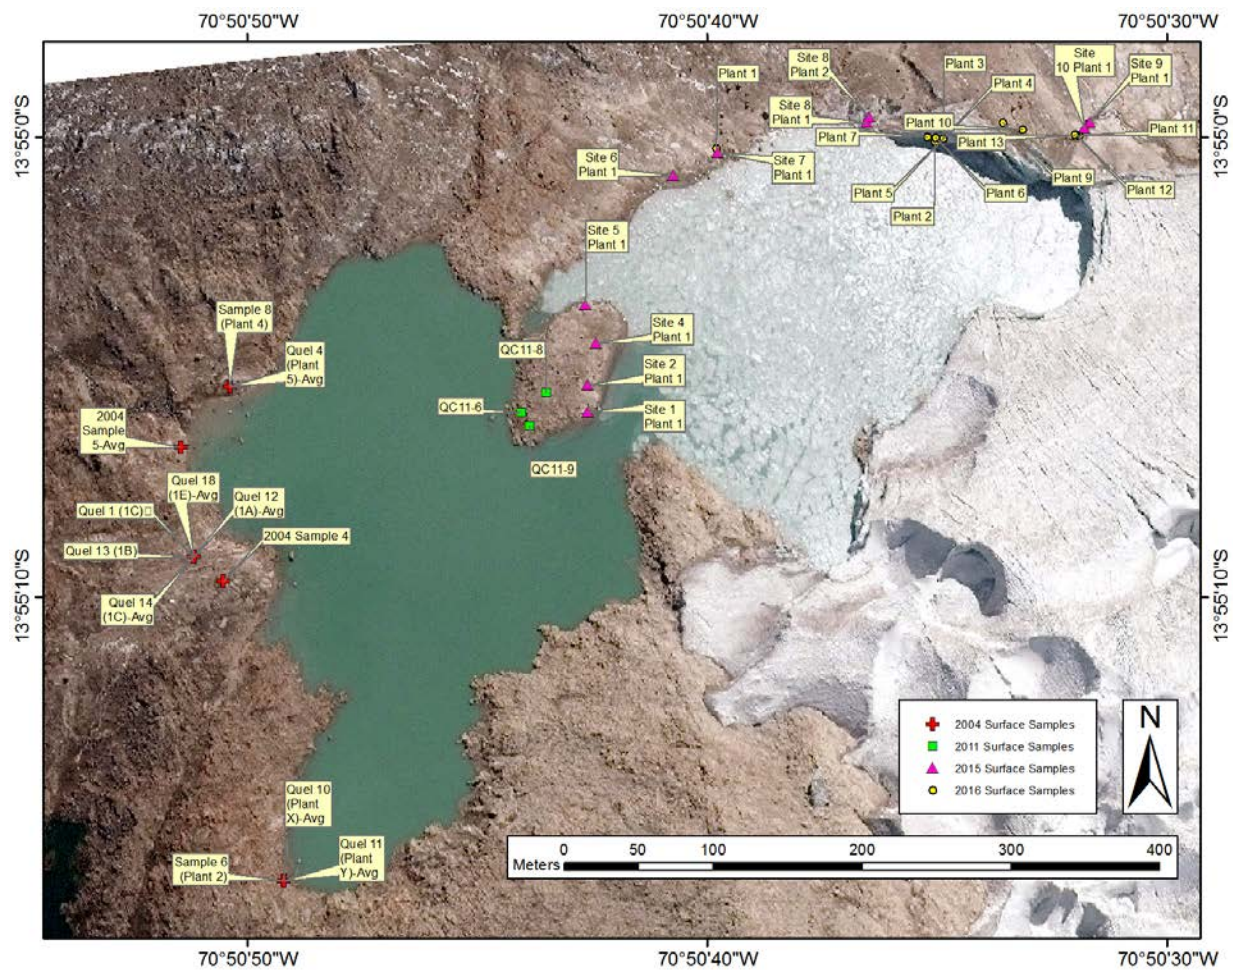 70°50'50"W
70°50'40"W
70°50'30"W
13°55'0"S
13°55'0"S
Plant 1
Site 8
Plant 2
Plant 3
Plant 4
Site
10 Plant 1
Site 9
Plant 1
Site 8
Plant 1
Plant 10
Plant 7
Plant 13
Plant 11
Site 6
Plant 1
Site 7
Plant 1
Plant 5
Plant 2
Plant 6
Plant 9
Plant 12
Site 5
Plant 1
Sample 8
(Plant 4)
Quel 4
(Plant
5)-Avg
QC11-8
Site 4
Plant 1
Site 2
Plant 1
QC11-6
Site 1
Plant 1
2004
Sample
5-Avg
QC11-9
Quel 18
(1E)-Avg
Quel 12
(1A)-Avg
Quel 1 (1C)□
2004 Sample 4
Quel 13 (1B)
Quel 14
(1C)-Avg
13°55'10"S
13°55'10"S
N
2004 Surface Samples
2011 Surface Samples
2015 Surface Samples
2016 Surface Samples
Quel 10
(Plant
X)-Avg
Quel 11
(Plant
Y)-Avg
Sample 6
(Plant 2)
0 50 100 200 300 400
Meters
70°50'50"W
70°50'40"W
70°50'30"W